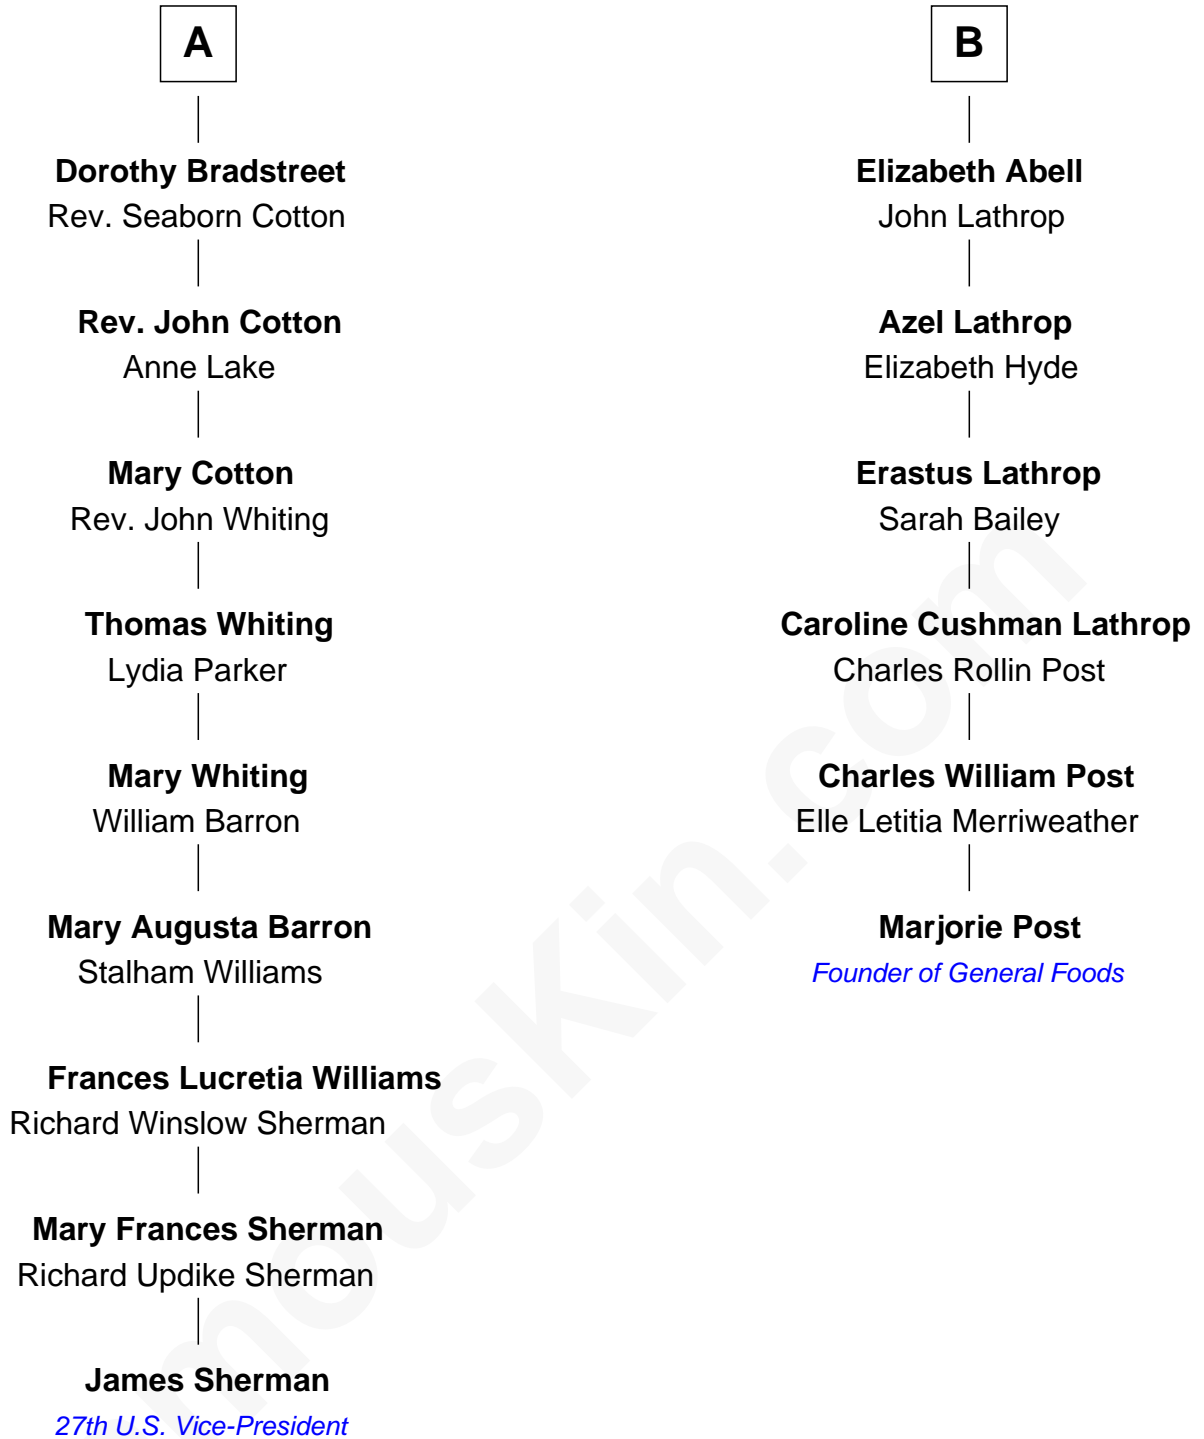 A
Dorothy Bradstreet
Rev. Seaborn Cotton
Rev. John Cotton
Anne Lake
Mary Cotton
Rev. John Whiting
Thomas Whiting
Lydia Parker
Mary Whiting
William Barron
Mary Augusta Barron
Stalham Williams
Frances Lucretia Williams
Richard Winslow Sherman
Mary Frances Sherman
Richard Updike Sherman
James Sherman
27th U.S. Vice-President
B
Elizabeth Abell
John Lathrop
Azel Lathrop
Elizabeth Hyde
Erastus Lathrop
Sarah Bailey
Caroline Cushman Lathrop
Charles Rollin Post
Charles William Post
Elle Letitia Merriweather
Marjorie Post
Founder of General Foods
mousKin.com